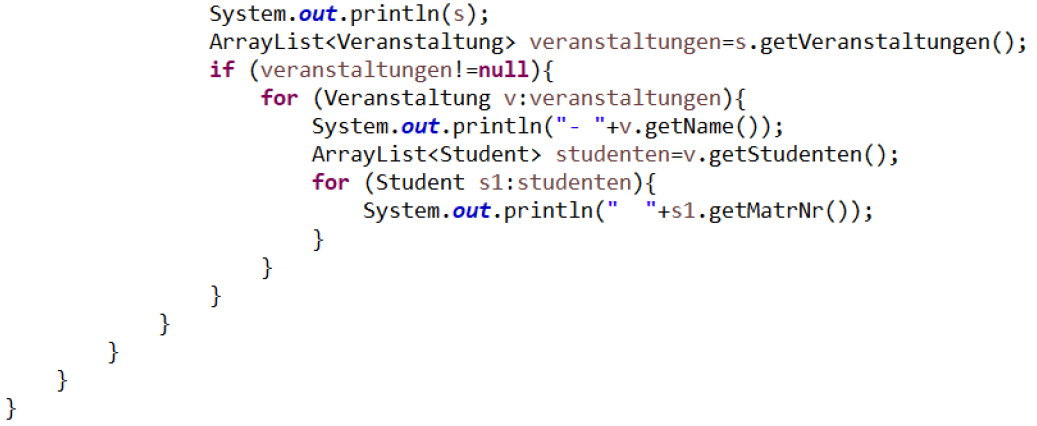 System.out.println(s);
ArrayList<Veranstaltung> veranstaltungen=s.getVeranstaltungen();
if (veranstaltungen!=null){
for (Veranstaltung v:veranstaltungen){
System.out.println("- "+v.getName());
ArrayList<Student> studenten=v.getStudenten();
for (Student s1:studenten){
System.out.println("  "+s1.getMatrNr());
}
}
}
}
}
}
}